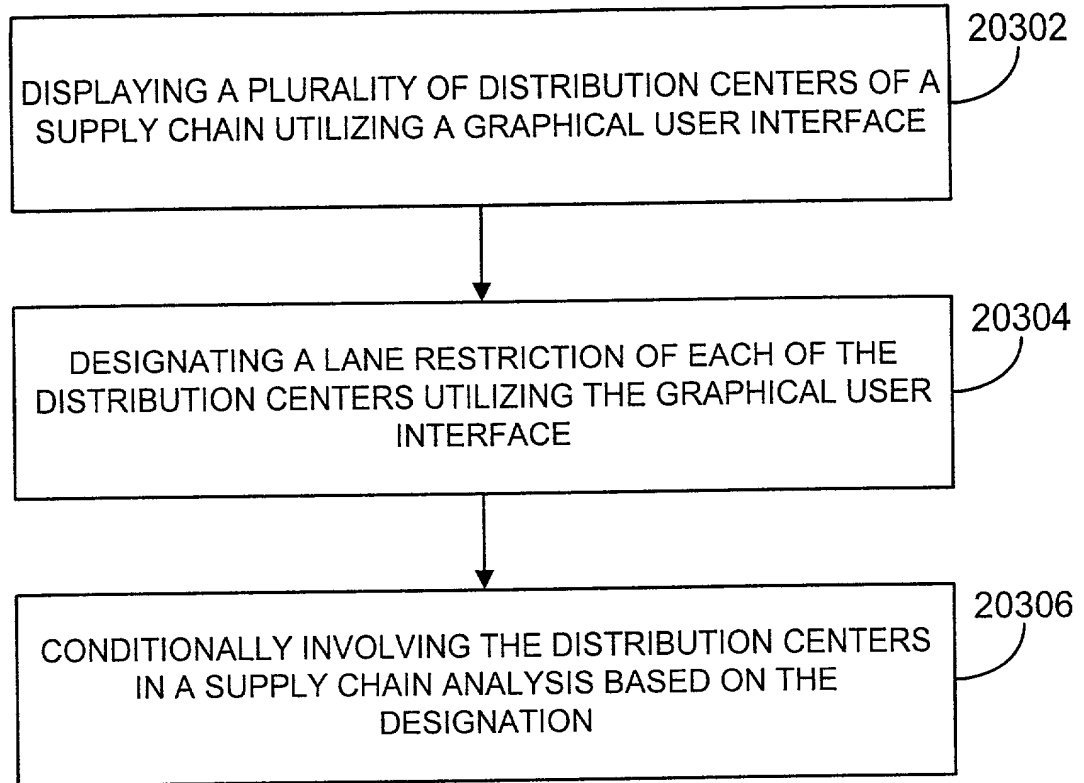 20302
DISPLAYING A PLURALITY OF DISTRIBUTION CENTERS OF A
SUPPLY CHAIN UTILIZING A GRAPHICAL USER INTERFACE
20304
DESIGNATING A LANE RESTRICTION OF EACH OF THE
DISTRIBUTION CENTERS UTILIZING THE GRAPHICAL USER
INTERFACE
20306
CONDITIONALLY INVOLVING THE DISTRIBUTION CENTERS
IN A SUPPLY CHAIN ANALYSIS BASED ON THE
DESIGNATION